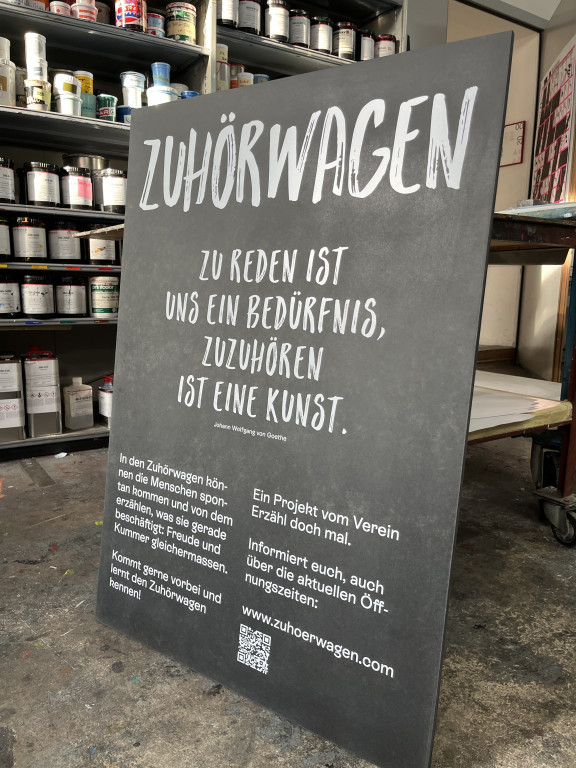 ZUHÖRWAGEN
ZU REDEN IST
UNS EIN BEDÜRFNIS,
ZUZUHÖREN
IST EINE KUNST.
Johann Wolfgang von Goethe
In den Zuhörwagen kön-
nen die Menschen spon-
tan kommen und von dem
erzählen, was sie gerade
beschäftigt: Freude und
Kummer gleichermassen.
Kommt gerne vorbei und
lernt den Zuhörwagen
kennen!
Ein Projekt vom Verein
Erzähl doch mal.
Informiert euch, auch
über die aktuellen Öff-
nungszeiten:
www.zuhoerwagen.com